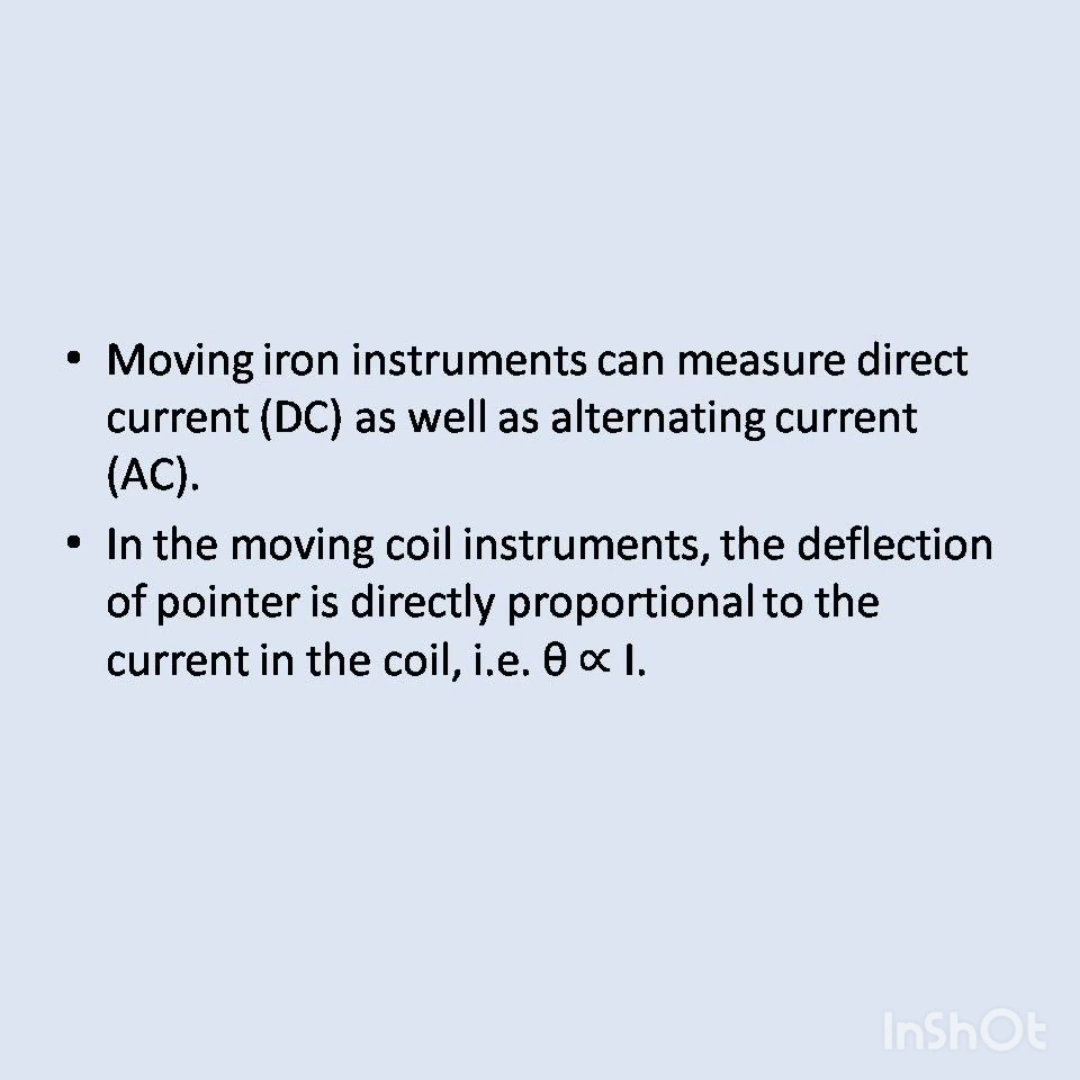 • Moving iron instruments can measure direct
current (DC) as well as alternating current
(AC).
• In the moving coil instruments, the deflection
of pointer is directly proportional to the
current in the coil, i.e. θ ∝ I.
InShOt